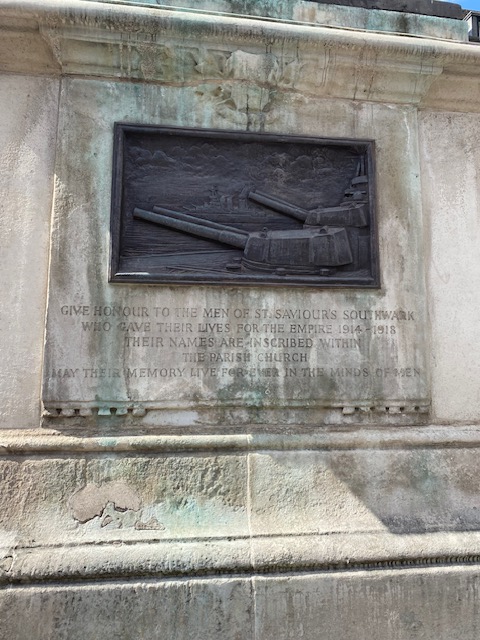 GIVE HONOUR TO THE MEN OF ST. SAVIOUR'S SOUTHWARK
WHO GAVE THEIR LIVES FOR THE EMPIRE 1914-1918
THEIR NAMES ARE INSCRIBED WITHIN
THE PARISH CHURCH
MAY THEIR MEMORY LIVE FOR EVER IN THE MINDS OF MEN